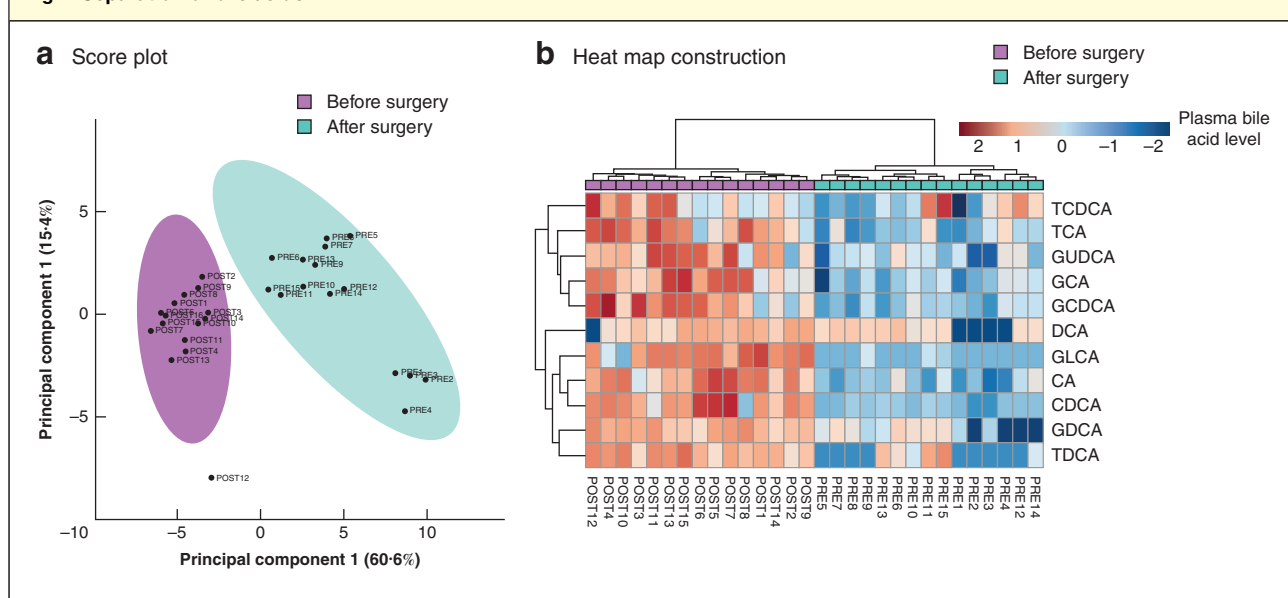 a Score plot
Before surgery
After surgery
5
0
−5
−10
−5
0
5
10
Principal component 1 (15·4%)
Principal component 1 (60·6%)
PRE5
PRE7
PRE6
PRE13
PRE9
PRE15
PRE10
PRE11
PRE12
PRE14
PRE2
PRE4
POST2
POST9
POST8
POST1
POST3
POST14
POST10
POST7
POST11
POST4
POST13
POST12
b Heat map construction
Before surgery
After surgery
Plasma bile
acid level
2 1 0 −1 −2
TCDCA
TCA
GUDCA
GCA
GCDCA
DCA
GLCA
CA
CDCA
GDCA
TDCA
POST12
POST4
POST10
POST3
POST11
POST13
POST15
POST6
POST5
POST7
POST8
POST1
POST14
POST2
POST9
PRE5
PRE7
PRE8
PRE9
PRE13
PRE6
PRE10
PRE11
PRE15
PRE1
PRE2
PRE3
PRE4
PRE12
PRE14